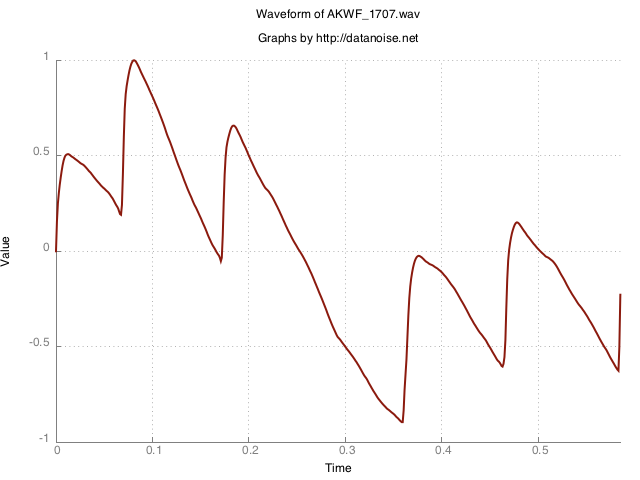 Waveform of AKWF_1707.wav
Graphs by http://datanoise.net
1
0.5
0
-0.5
-1
Value
0 0.1 0.2 0.3 0.4 0.5
Time